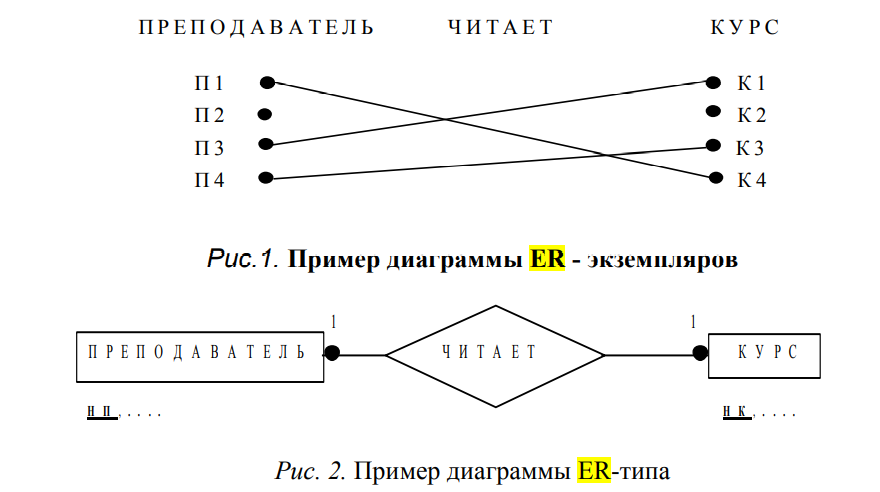 ПРЕПОДАВАТЕЛЬ ЧИТАЕТ КУРС
П1 К1
П2 К2
П3 К3
П4 К4
Рис.1. Пример диаграммы ER - экземпляров
1 1
ПРЕПОДАВАТЕЛЬ ЧИТАЕТ КУРС
НП,..... НК,.....
Рис. 2. Пример диаграммы ER-типа